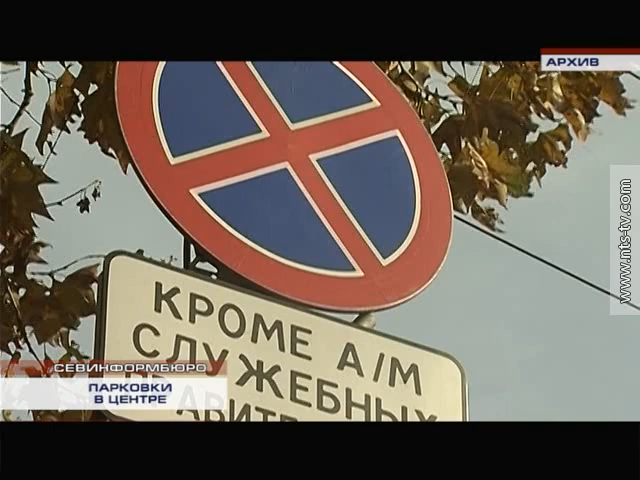 АРХИВ
www.nts-tv.com
КРОМЕ А/М
СЛУЖЕБНЫХ
СЕВИНФОРМБЮРО
ПАРКОВКИ
В ЦЕНТРЕ